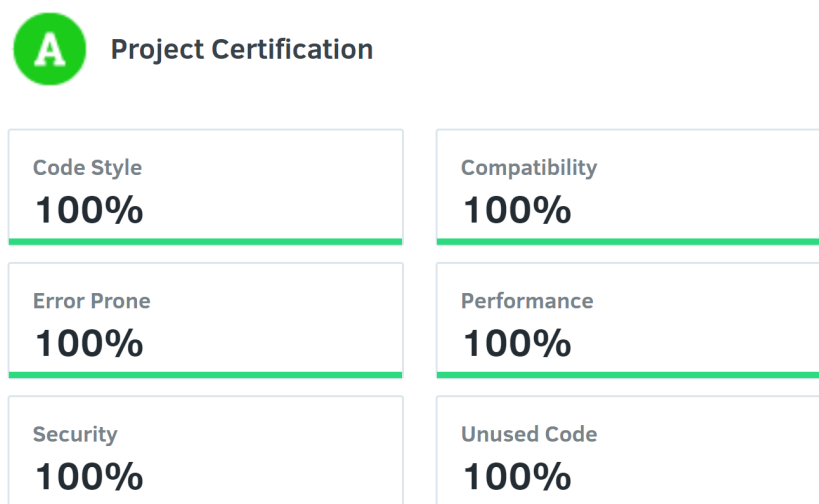 A
Project Certification
Code Style
100%
Compatibility
100%
Error Prone
100%
Performance
100%
Security
100%
Unused Code
100%